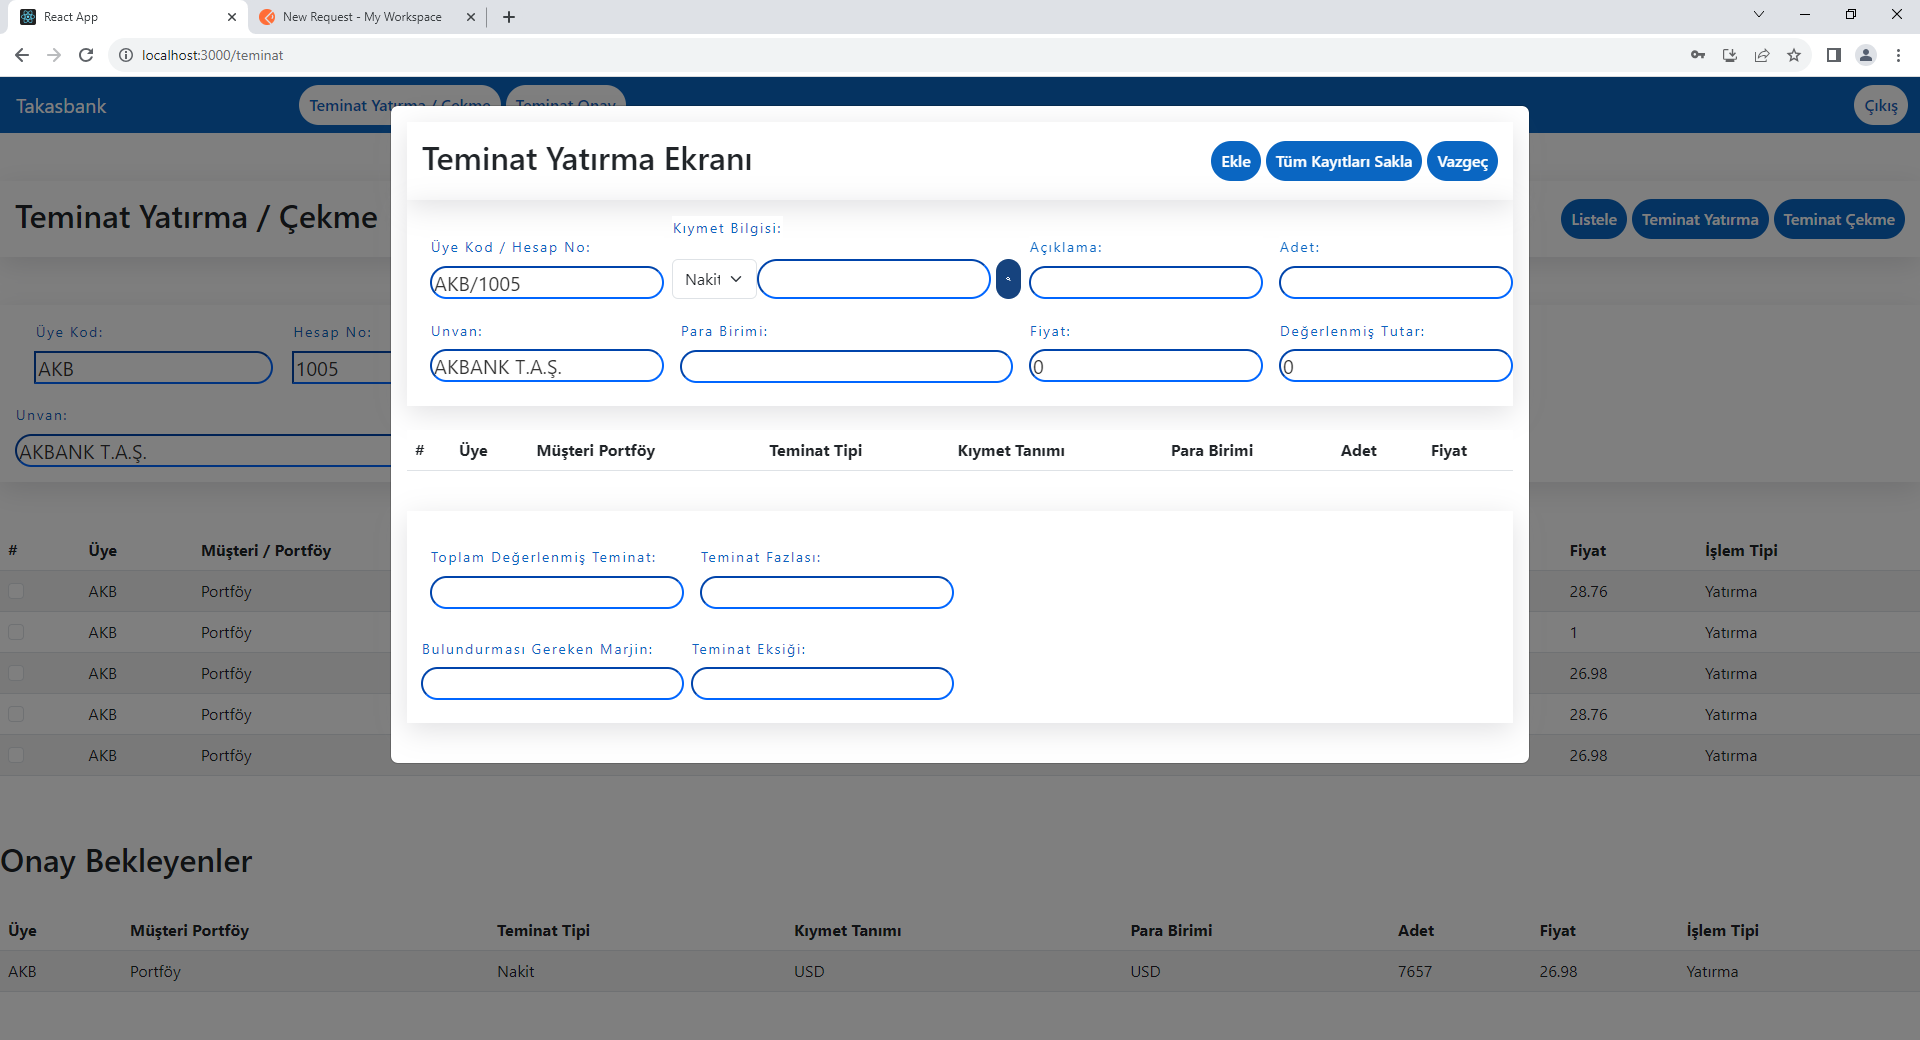 React App
New Request - My Workspace
localhost:3000/teminat
Takasbank
Teminat Yatırma / Çekme
Teminat Onay
Çıkış
Teminat Yatırma Ekranı
Ekle
Tüm Kayıtları Sakla
Vazgeç
Teminat Yatırma / Çekme
Listele
Teminat Yatırma
Teminat Çekme
Üye Kod / Hesap No:
Kıymet Bilgisi:
Açıklama:
Adet:
AKB/1005
Nakit
Unvan:
Para Birimi:
Fiyat:
Değerlenmiş Tutar:
AKBANK T.A.Ş.
0
0
Üye Kod:
Hesap No:
AKB
1005
Unvan:
AKBANK T.A.Ş.
# Üye Müşteri Portföy Teminat Tipi Kıymet Tanımı Para Birimi Adet Fiyat
Toplam Değerlenmiş Teminat:
Teminat Fazlası:
Bulundurması Gereken Marjin:
Teminat Eksiği:
# Üye Müşteri / Portföy Fiyat İşlem Tipi
AKB Portföy 28.76 Yatırma
AKB Portföy 1 Yatırma
AKB Portföy 26.98 Yatırma
AKB Portföy 28.76 Yatırma
AKB Portföy 26.98 Yatırma
Onay Bekleyenler
Üye Müşteri Portföy Teminat Tipi Kıymet Tanımı Para Birimi Adet Fiyat İşlem Tipi
AKB Portföy Nakit USD USD 7657 26.98 Yatırma